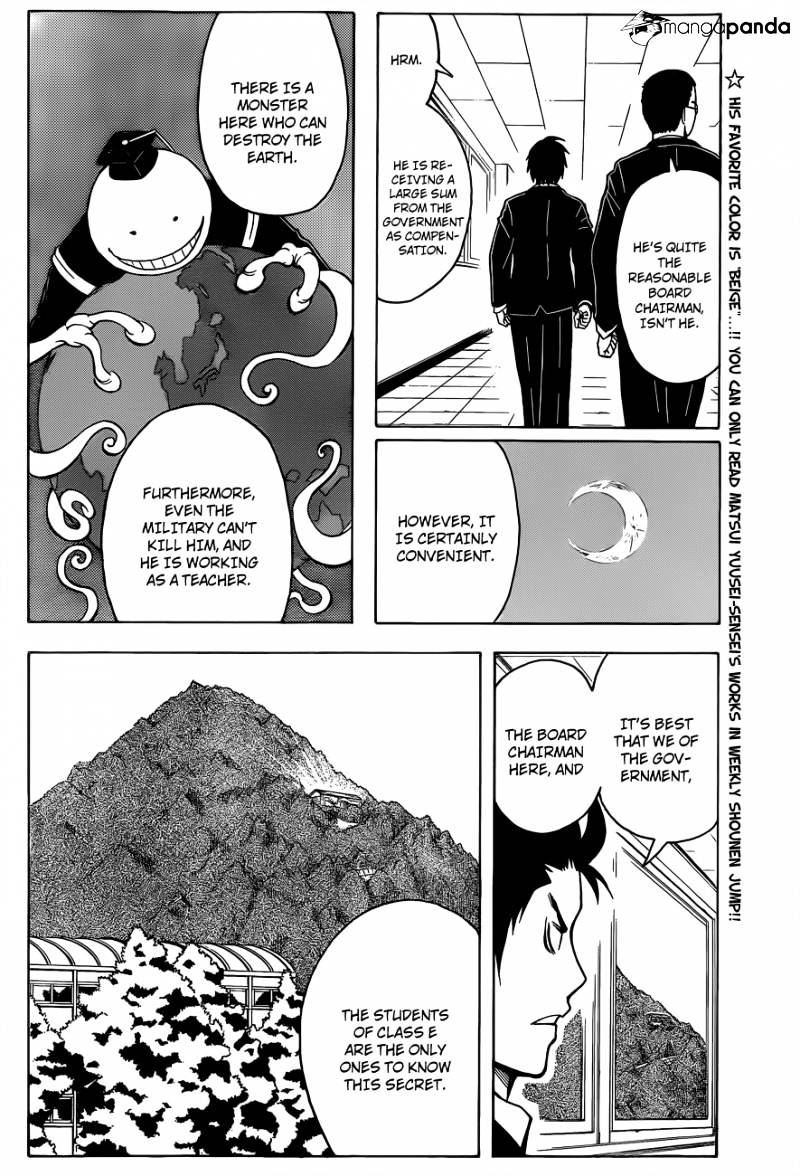 mangapanda
☆ HIS FAVORITE COLOR IS "BEIGE"...!! YOU CAN ONLY READ MATSUI YUUSEI-SENSEI'S WORKS IN WEEKLY SHOUNEN JUMP!!
HE'S QUITE
THE
REASONABLE
BOARD
CHAIRMAN,
ISN'T HE.
HRM.
HE IS RE-
CEIVING A
LARGE SUM
FROM THE
GOVERNMENT
AS COMPEN-
SATION.
HOWEVER, IT
IS CERTAINLY
CONVENIENT.
THERE IS A
MONSTER
HERE WHO CAN
DESTROY THE
EARTH.
FURTHERMORE,
EVEN THE
MILITARY CAN'T
KILL HIM, AND
HE IS WORKING
AS A TEACHER.
IT'S BEST
THAT WE OF
THE GOV-
ERNMENT,
THE BOARD
CHAIRMAN
HERE, AND
THE STUDENTS
OF CLASS E
ARE THE ONLY
ONES TO KNOW
THIS SECRET.